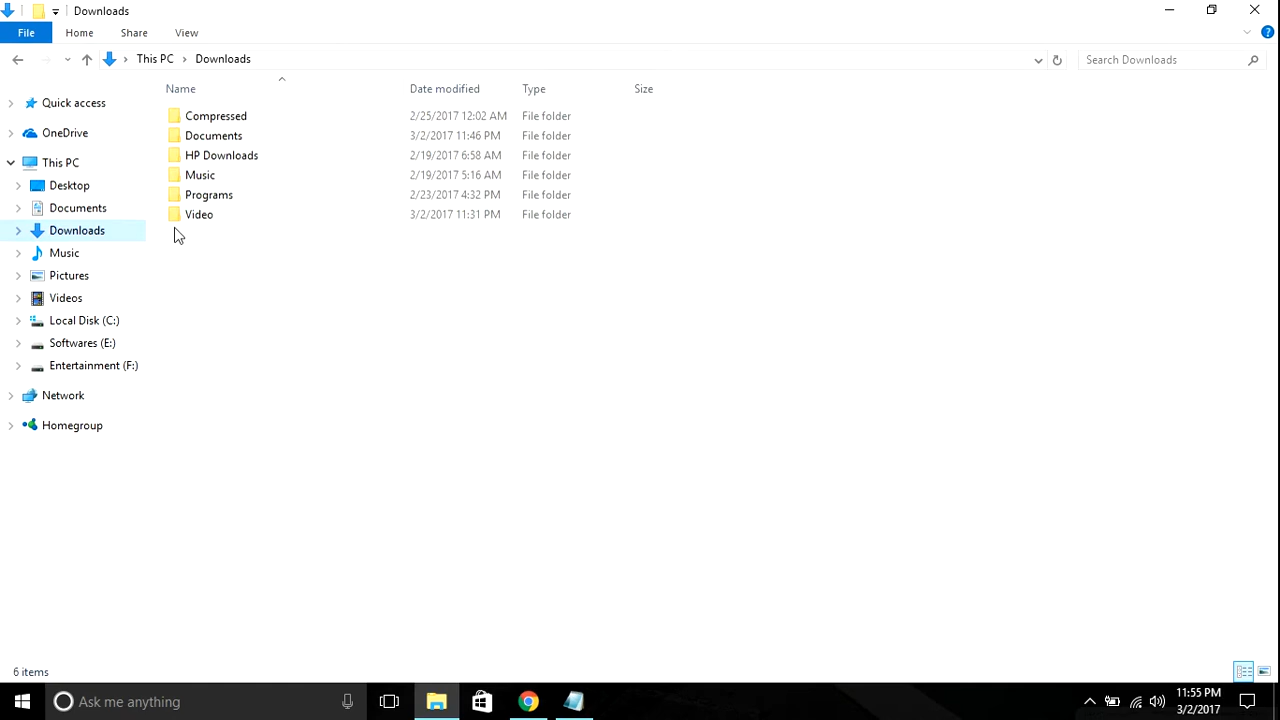 Downloads
File Home Share View
This PC Downloads Search Downloads
Name Date modified Type Size
Quick access
OneDrive
This PC
Desktop
Documents
Downloads
Music
Pictures
Videos
Local Disk (C:)
Softwares (E:)
Entertainment (F:)
Network
Homegroup
Compressed 2/25/2017 12:02 AM File folder
Documents 3/2/2017 11:46 PM File folder
HP Downloads 2/19/2017 6:58 AM File folder
Music 2/19/2017 5:16 AM File folder
Programs 2/23/2017 4:32 PM File folder
Video 3/2/2017 11:31 PM File folder
6 items
Ask me anything
11:55 PM
3/2/2017